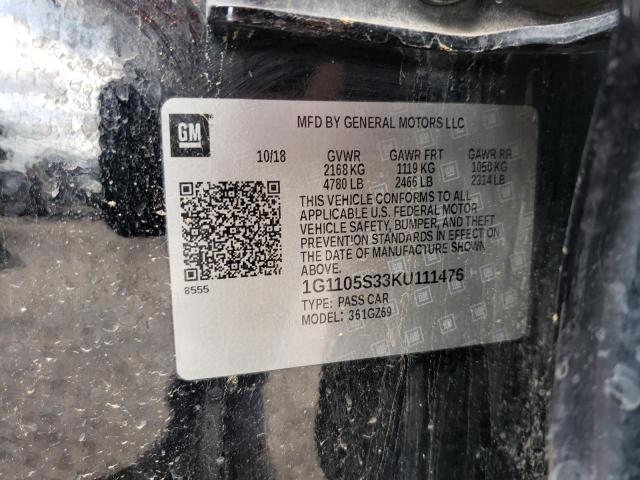 GM
MFD BY GENERAL MOTORS LLC
10/18 GVWR GAWR FRT GAWR RR
2168 KG 1119 KG 1050 KG
4780 LB 2466 LB 2314 LB
THIS VEHICLE CONFORMS TO ALL
APPLICABLE U.S. FEDERAL MOTOR
VEHICLE SAFETY, BUMPER, AND THEFT
PREVENTION STANDARDS IN EFFECT ON
THE DATE OF MANUFACTURE SHOWN
ABOVE.
8555
1G1105S33KU111476
TYPE: PASS CAR
MODEL: 361GZ69